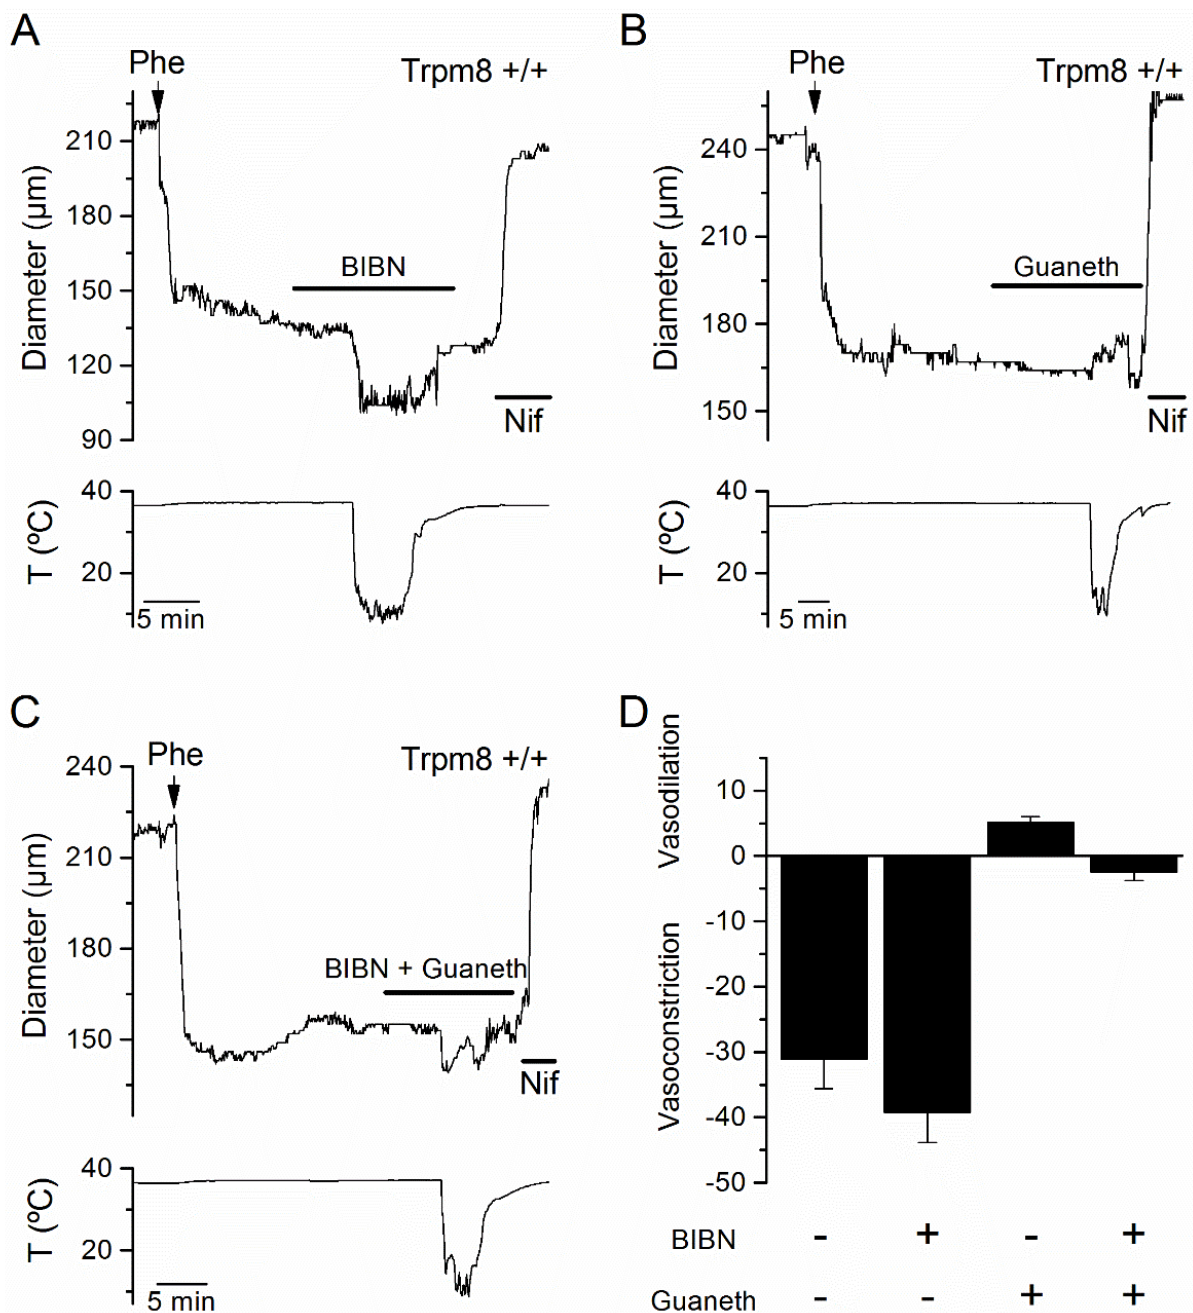 A
Phe
Trpm8 +/+
Diameter (µm)
210
180
150
120
90
BIBN
Nif
T (ºC)
40
20
5 min
B
Phe
Trpm8 +/+
Diameter (µm)
240
210
180
150
Guaneth
Nif
T (ºC)
40
20
5 min
C
Phe
Trpm8 +/+
Diameter (µm)
240
210
180
150
BIBN + Guaneth
Nif
T (ºC)
40
20
5 min
D
Vasodilation
Vasoconstriction
10
0
-10
-20
-30
-40
-50
BIBN - + - +
Guaneth - - + +